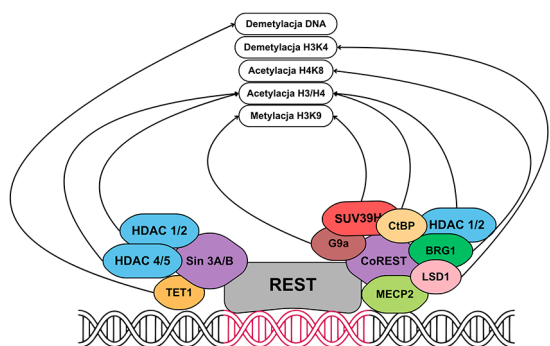 Demetylacja DNA
Demetylacja H3K4
Acetylacja H4K8
Acetylacja H3/H4
Metylacja H3K9
SUV39H
CtBP
HDAC 1/2
HDAC 1/2
G9a
BRG1
HDAC 4/5
Sin 3A/B
CoREST
LSD1
REST
TET1
MECP2